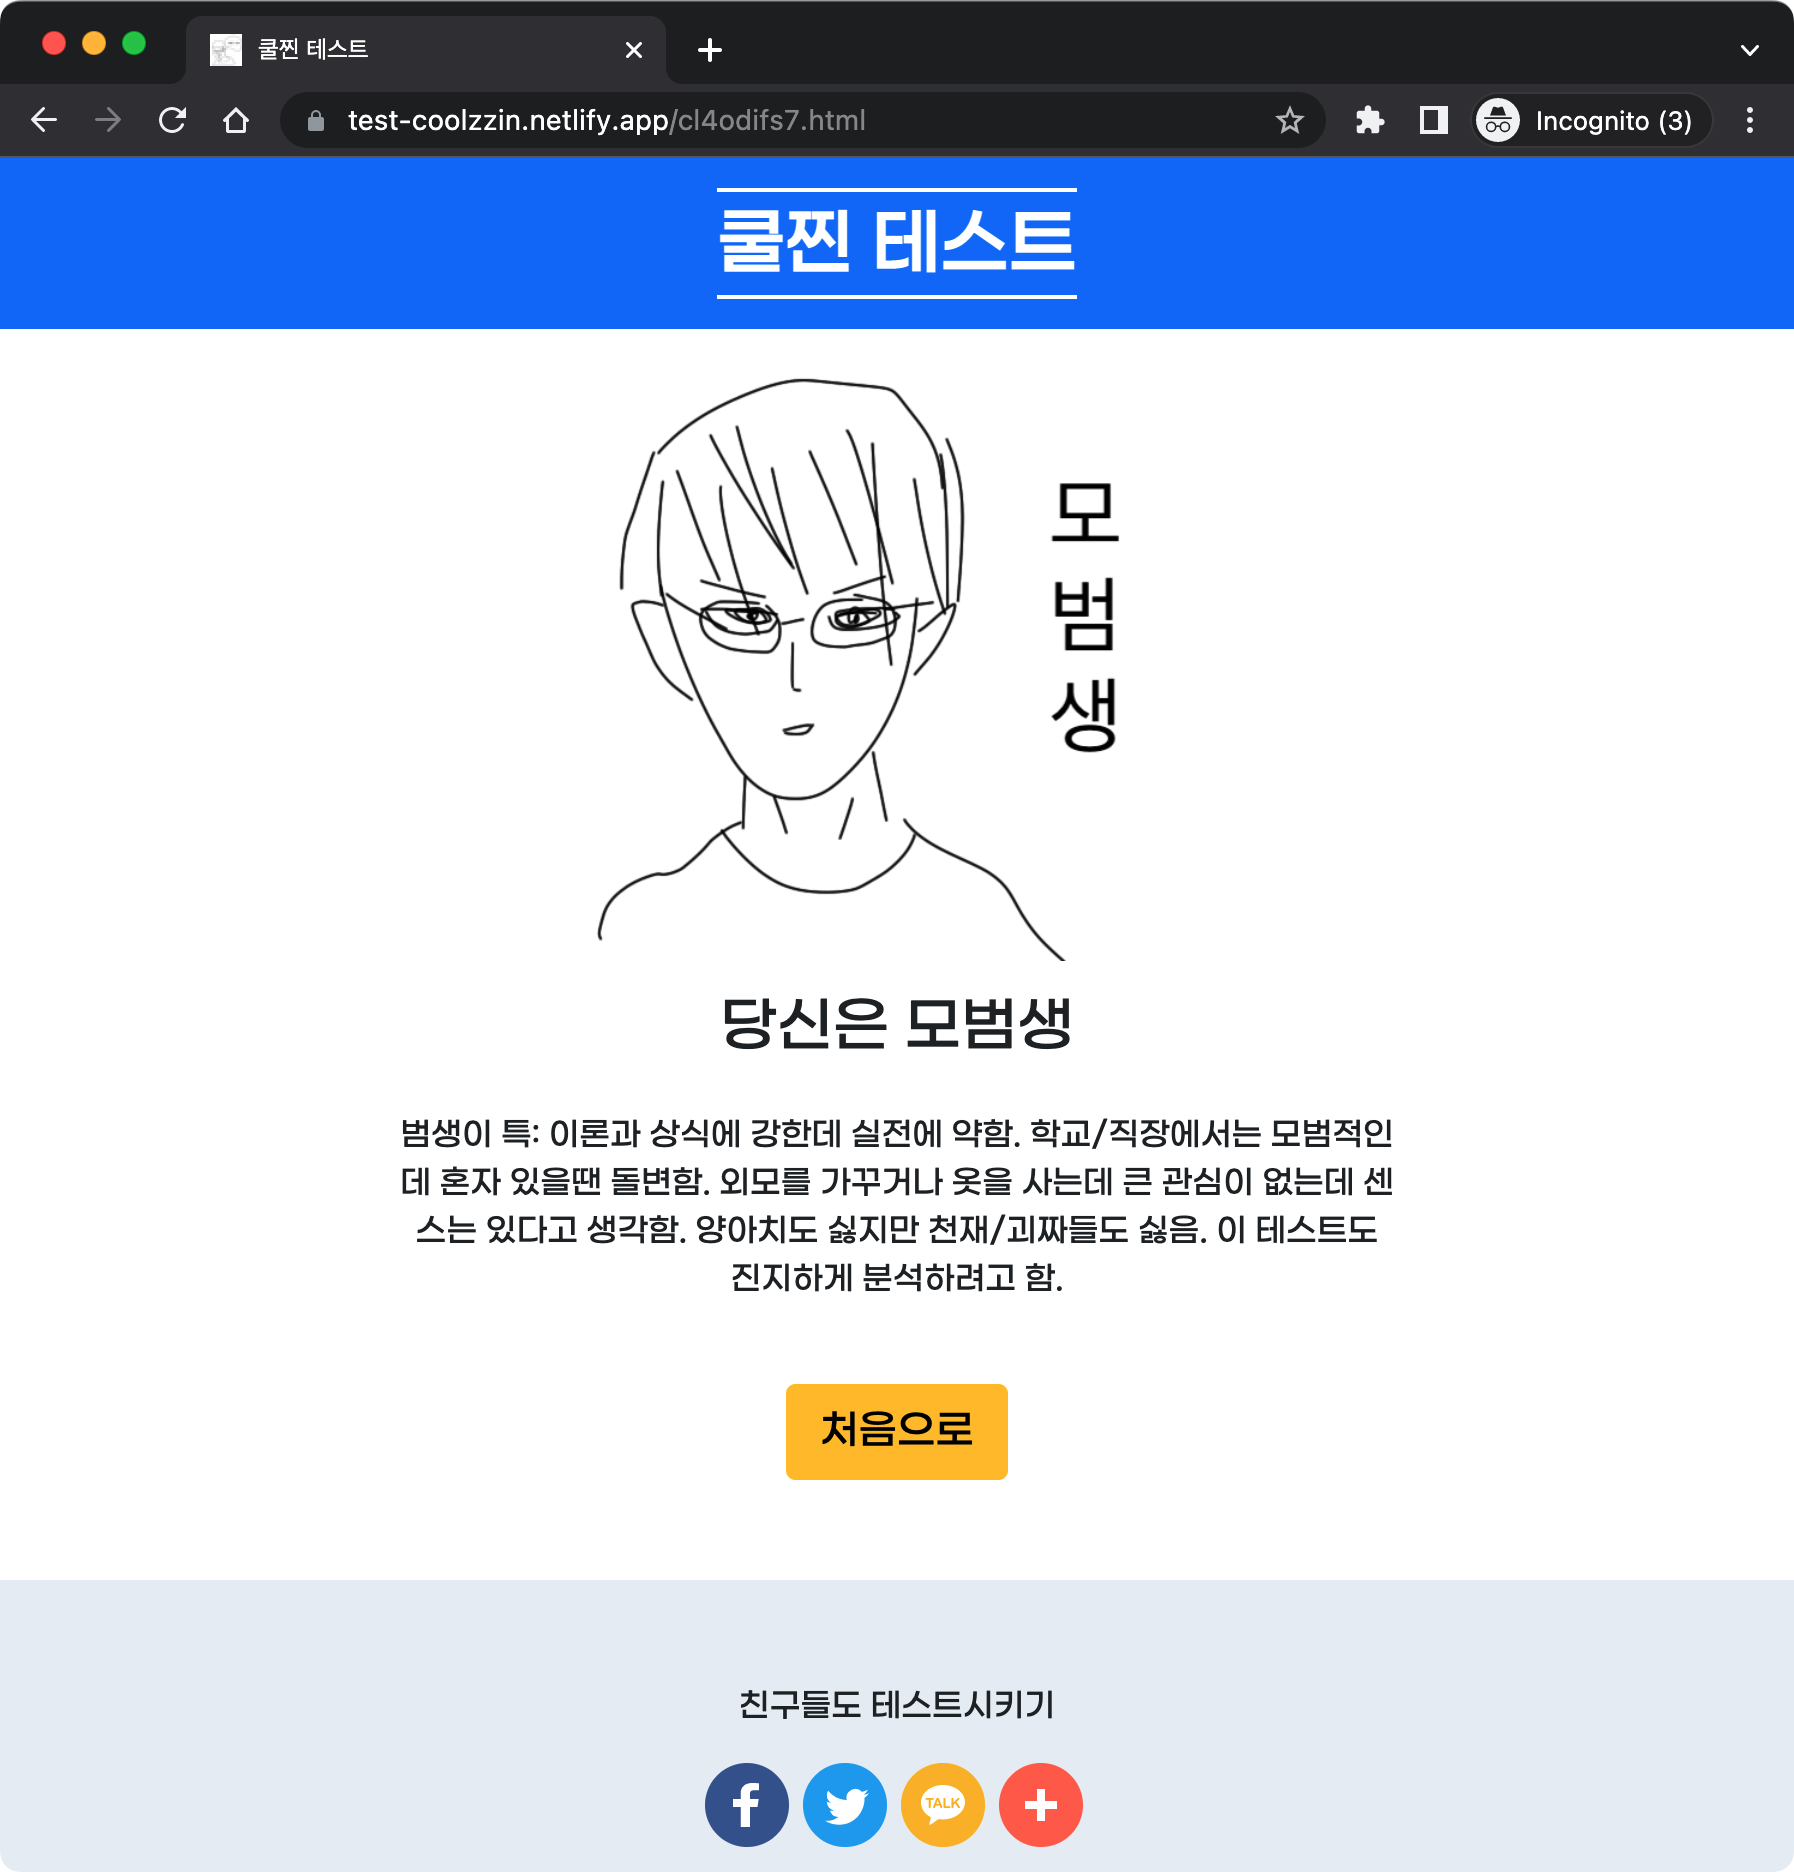 쿨찐 테스트
test-coolzzin.netlify.app/cl4odifs7.html
Incognito (3)
쿨찐 테스트
모
범
생
당신은 모범생
범생이 특: 이론과 상식에 강한데 실전에 약함. 학교/직장에서는 모범적인
데 혼자 있을땐 돌변함. 외모를 가꾸거나 옷을 사는데 큰 관심이 없는데 센
스는 있다고 생각함. 양아치도 싫지만 천재/괴짜들도 싫음. 이 테스트도
진지하게 분석하려고 함.
처음으로
친구들도 테스트시키기
TALK